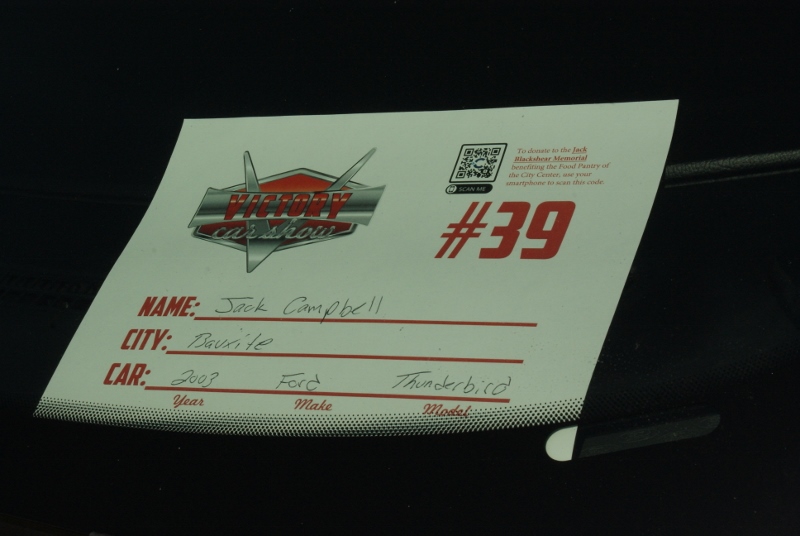 VICTORY
car show
SCAN ME
To donate to the Jack
Blackshear Memorial
benefiting the Food Pantry of
the City Center, use your
smartphone to scan this code.
#39
NAME: Jack Campbell
CITY: Bauxite
CAR: 2003 Ford Thunderbird
Year Make Model